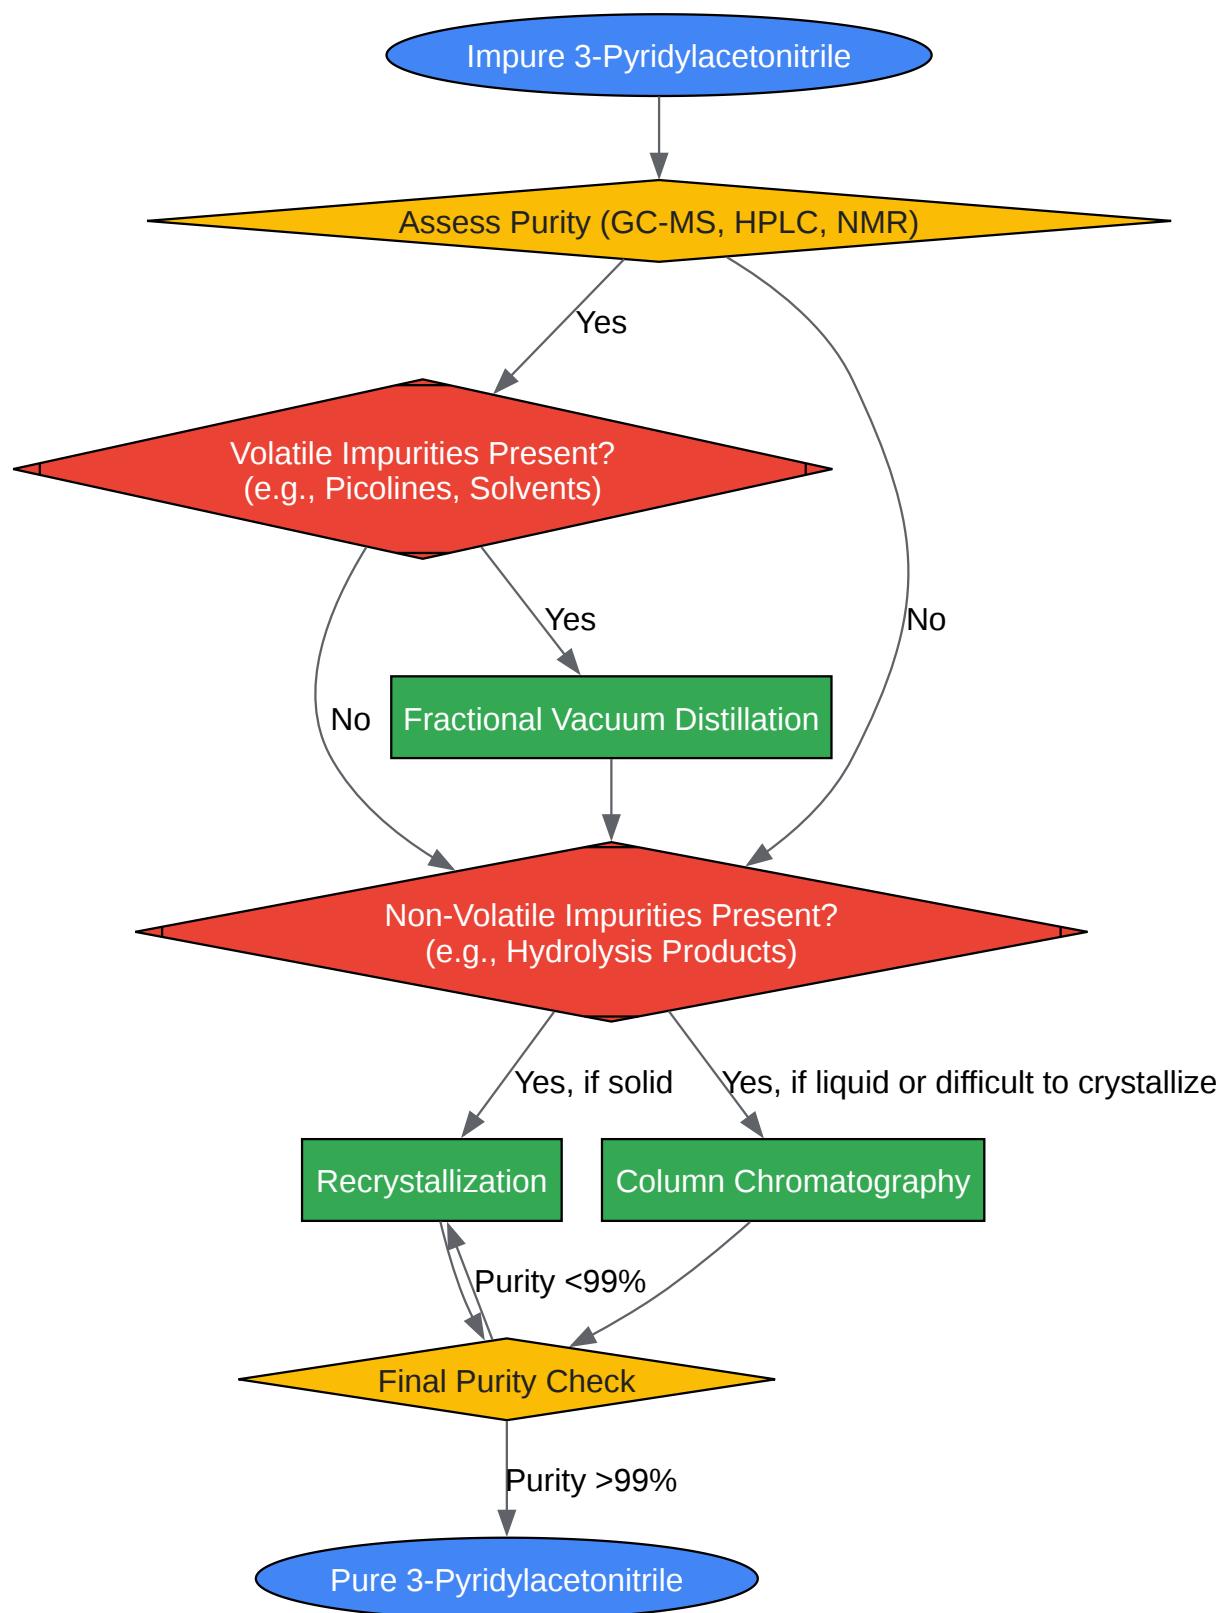 Impure 3-Pyridylacetonitrile
Assess Purity (GC-MS, HPLC, NMR)
Yes
Volatile Impurities Present?
(e.g., Picolines, Solvents)
Yes
No
No
Fractional Vacuum Distillation
Non-Volatile Impurities Present?
(e.g., Hydrolysis Products)
Yes, if solid
Yes, if liquid or difficult to crystallize
Recrystallization
Column Chromatography
Purity <99%
Final Purity Check
Purity >99%
Pure 3-Pyridylacetonitrile